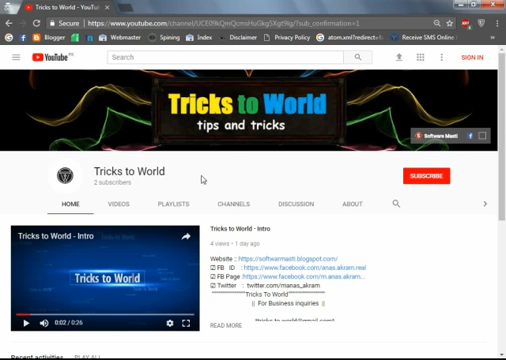 Tricks to World - YouTu
Secure https://www.youtube.com/channel/
Apps Blogger Webmaster Spining Index Disclaimer Privacy Policy atom.xml?redirect=f Receive SMS Online
YouTube Search SIGN IN
Tricks to World
tips and tricks
Software Masti
Tricks to World
2 subscribers
SUBSCRIBE
HOME VIDEOS PLAYLISTS CHANNELS DISCUSSION ABOUT
Tricks to World - Intro
Tricks to World
0:02 / 0:26
Tricks to World - Intro
4 views • 1 day ago
Website :: https://softwarmasti.blogspot.com/
☑ FB ID : https://www.facebook.com/anas.akram.real
☑ FB Page :https://www.facebook.com/m.anas.akram...
☑ Twitter : twitter.com/manas_akram
Tricks To World
|| For Business inquiries ||
READ MORE
Recent activities PLAY ALL